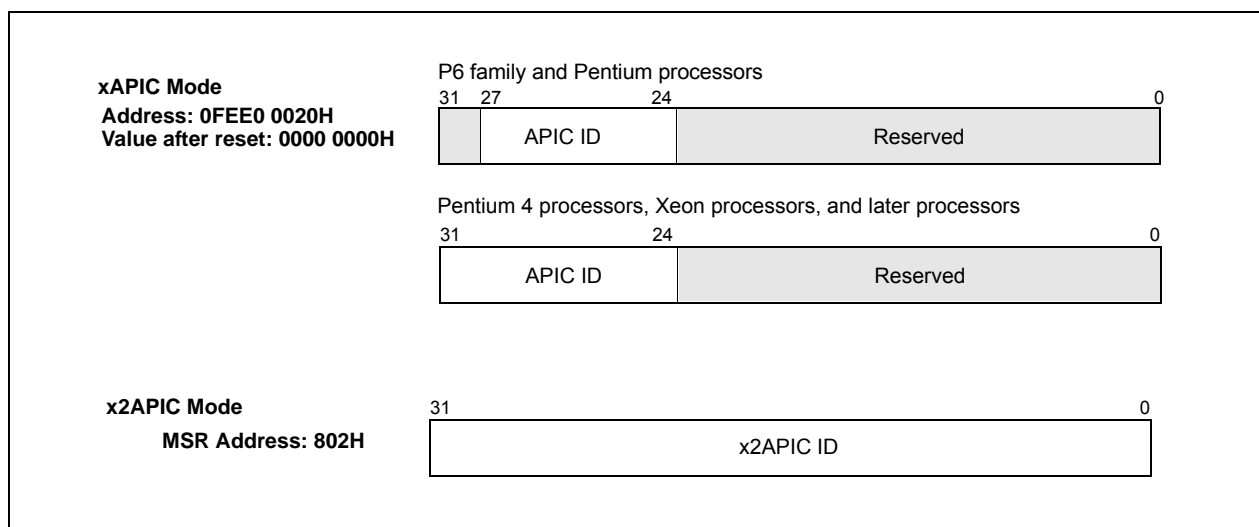 xAPIC Mode
Address: 0FEE0 0020H
Value after reset: 0000 0000H
P6 family and Pentium processors
31 27 24 0
APIC ID Reserved
Pentium 4 processors, Xeon processors, and later processors
31 24 0
APIC ID Reserved
x2APIC Mode
MSR Address: 802H
31 0
x2APIC ID